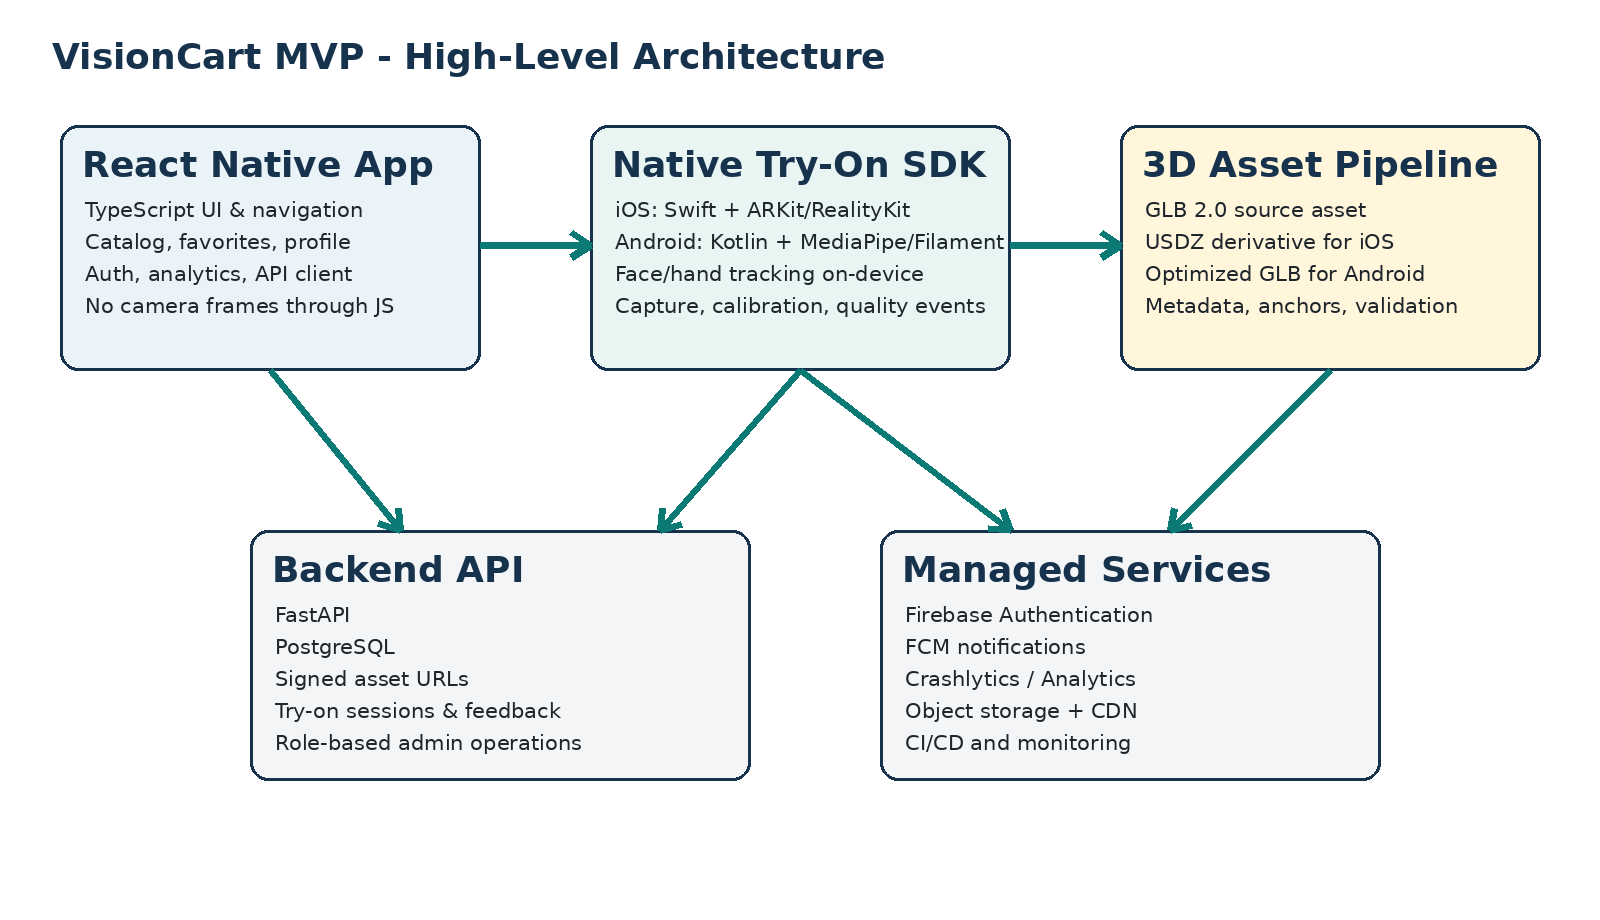 VisionCart MVP - High-Level Architecture
React Native App
TypeScript UI & navigation
Catalog, favorites, profile
Auth, analytics, API client
No camera frames through JS
Native Try-On SDK
iOS: Swift + ARKit/RealityKit
Android: Kotlin + MediaPipe/Filament
Face/hand tracking on-device
Capture, calibration, quality events
3D Asset Pipeline
GLB 2.0 source asset
USDZ derivative for iOS
Optimized GLB for Android
Metadata, anchors, validation
Backend API
FastAPI
PostgreSQL
Signed asset URLs
Try-on sessions & feedback
Role-based admin operations
Managed Services
Firebase Authentication
FCM notifications
Crashlytics / Analytics
Object storage + CDN
CI/CD and monitoring